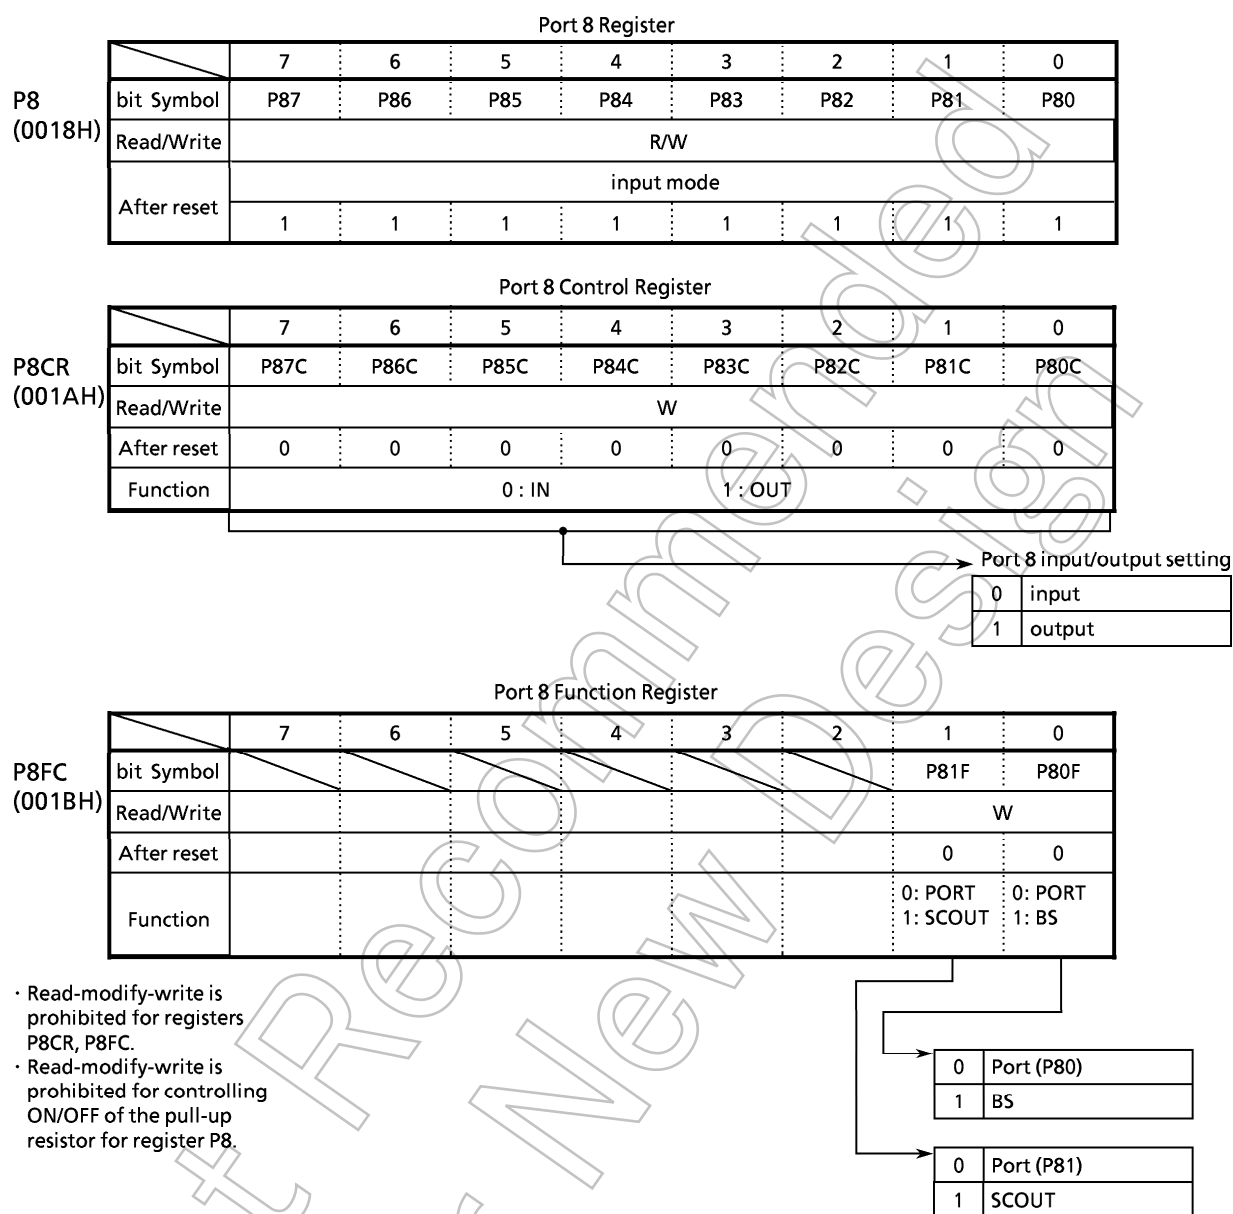 Port 8 Register
7 6 5 4 3 2 1 0
P8
(0018H)
bit Symbol P87 P86 P85 P84 P83 P82 P81 P80
Read/Write R/W
After reset input mode
1 1 1 1 1 1 1 1
Port 8 Control Register
7 6 5 4 3 2 1 0
P8CR
(001AH)
bit Symbol P87C P86C P85C P84C P83C P82C P81C P80C
Read/Write W
After reset 0 0 0 0 0 0 0 0
Function 0 : IN 1 : OUT
Port 8 input/output setting
0 input
1 output
Port 8 Function Register
7 6 5 4 3 2 1 0
P8FC
(001BH)
bit Symbol P81F P80F
Read/Write W
After reset 0 0
Function 0: PORT 0: PORT
1: SCOUT 1: BS
· Read-modify-write is
prohibited for registers
P8CR, P8FC.
· Read-modify-write is
prohibited for controlling
ON/OFF of the pull-up
resistor for register P8.
0 Port (P80)
1 BS
0 Port (P81)
1 SCOUT
t Recommended
r New Design